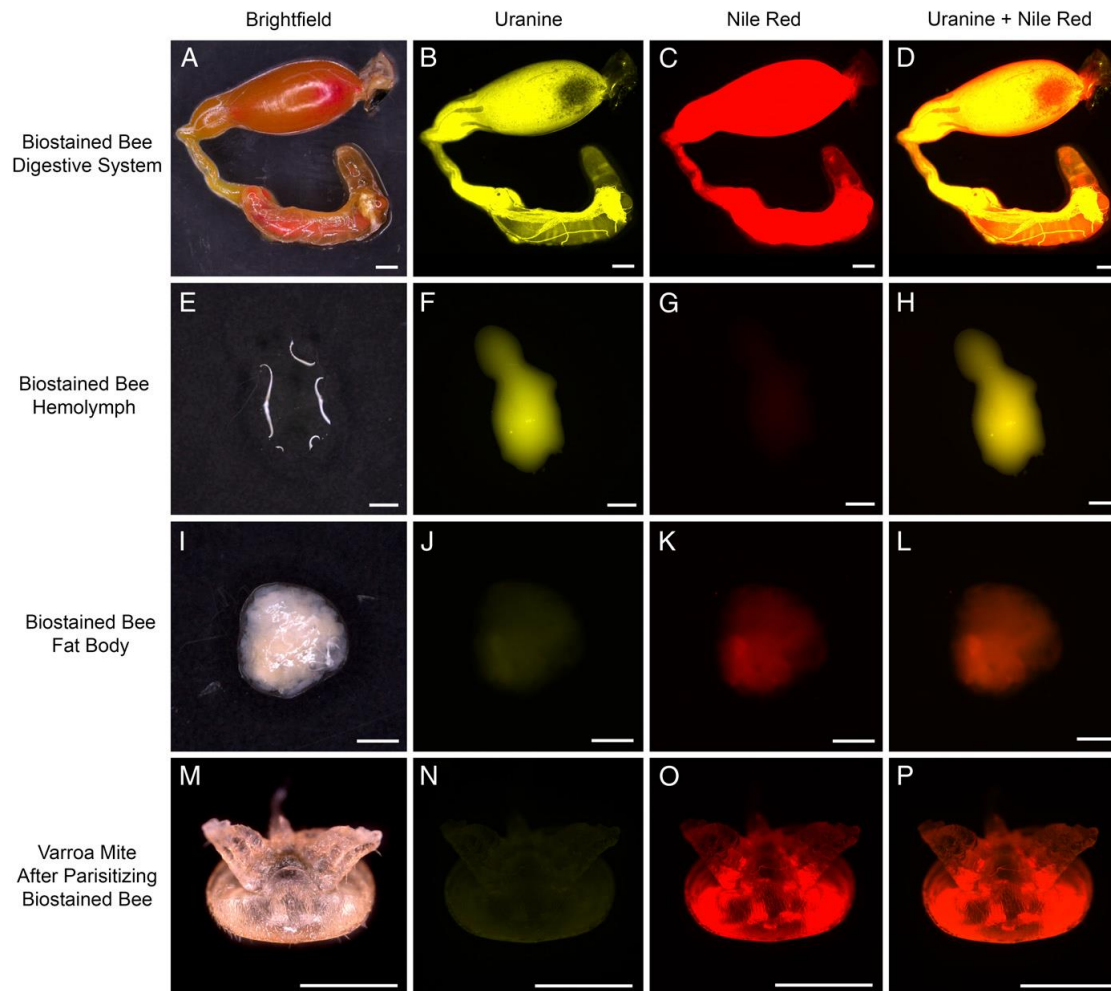 Brightfield
Uranine
Nile Red
Uranine + Nile Red
Biostained Bee
Digestive System
A
B
C
D
Biostained Bee
Hemolymph
E
F
G
H
Biostained Bee
Fat Body
I
J
K
L
Varroa Mite
After Parisitizing
Biostained Bee
M
N
O
P